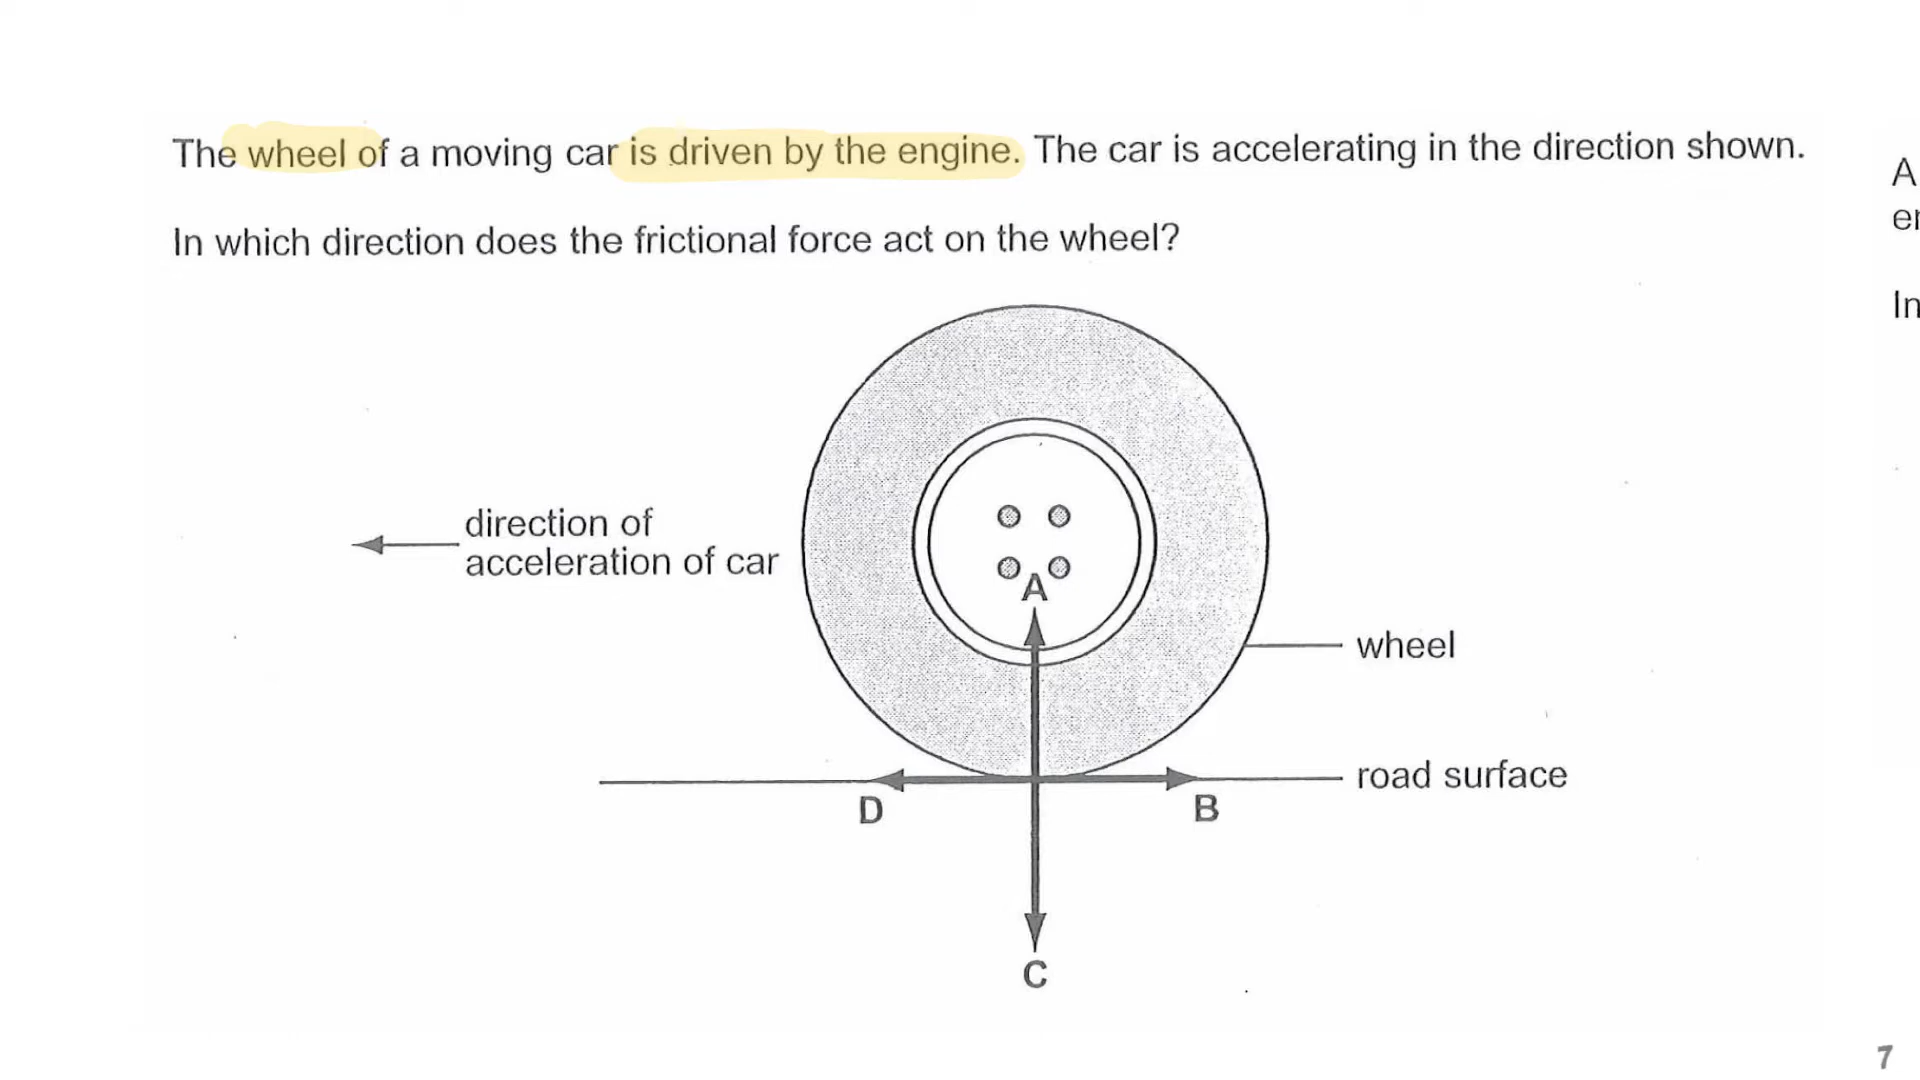 The wheel of a moving car is driven by the engine. The car is accelerating in the direction shown.
In which direction does the frictional force act on the wheel?
direction of
acceleration of car
A
wheel
road surface
D
B
C
A
er
In
7